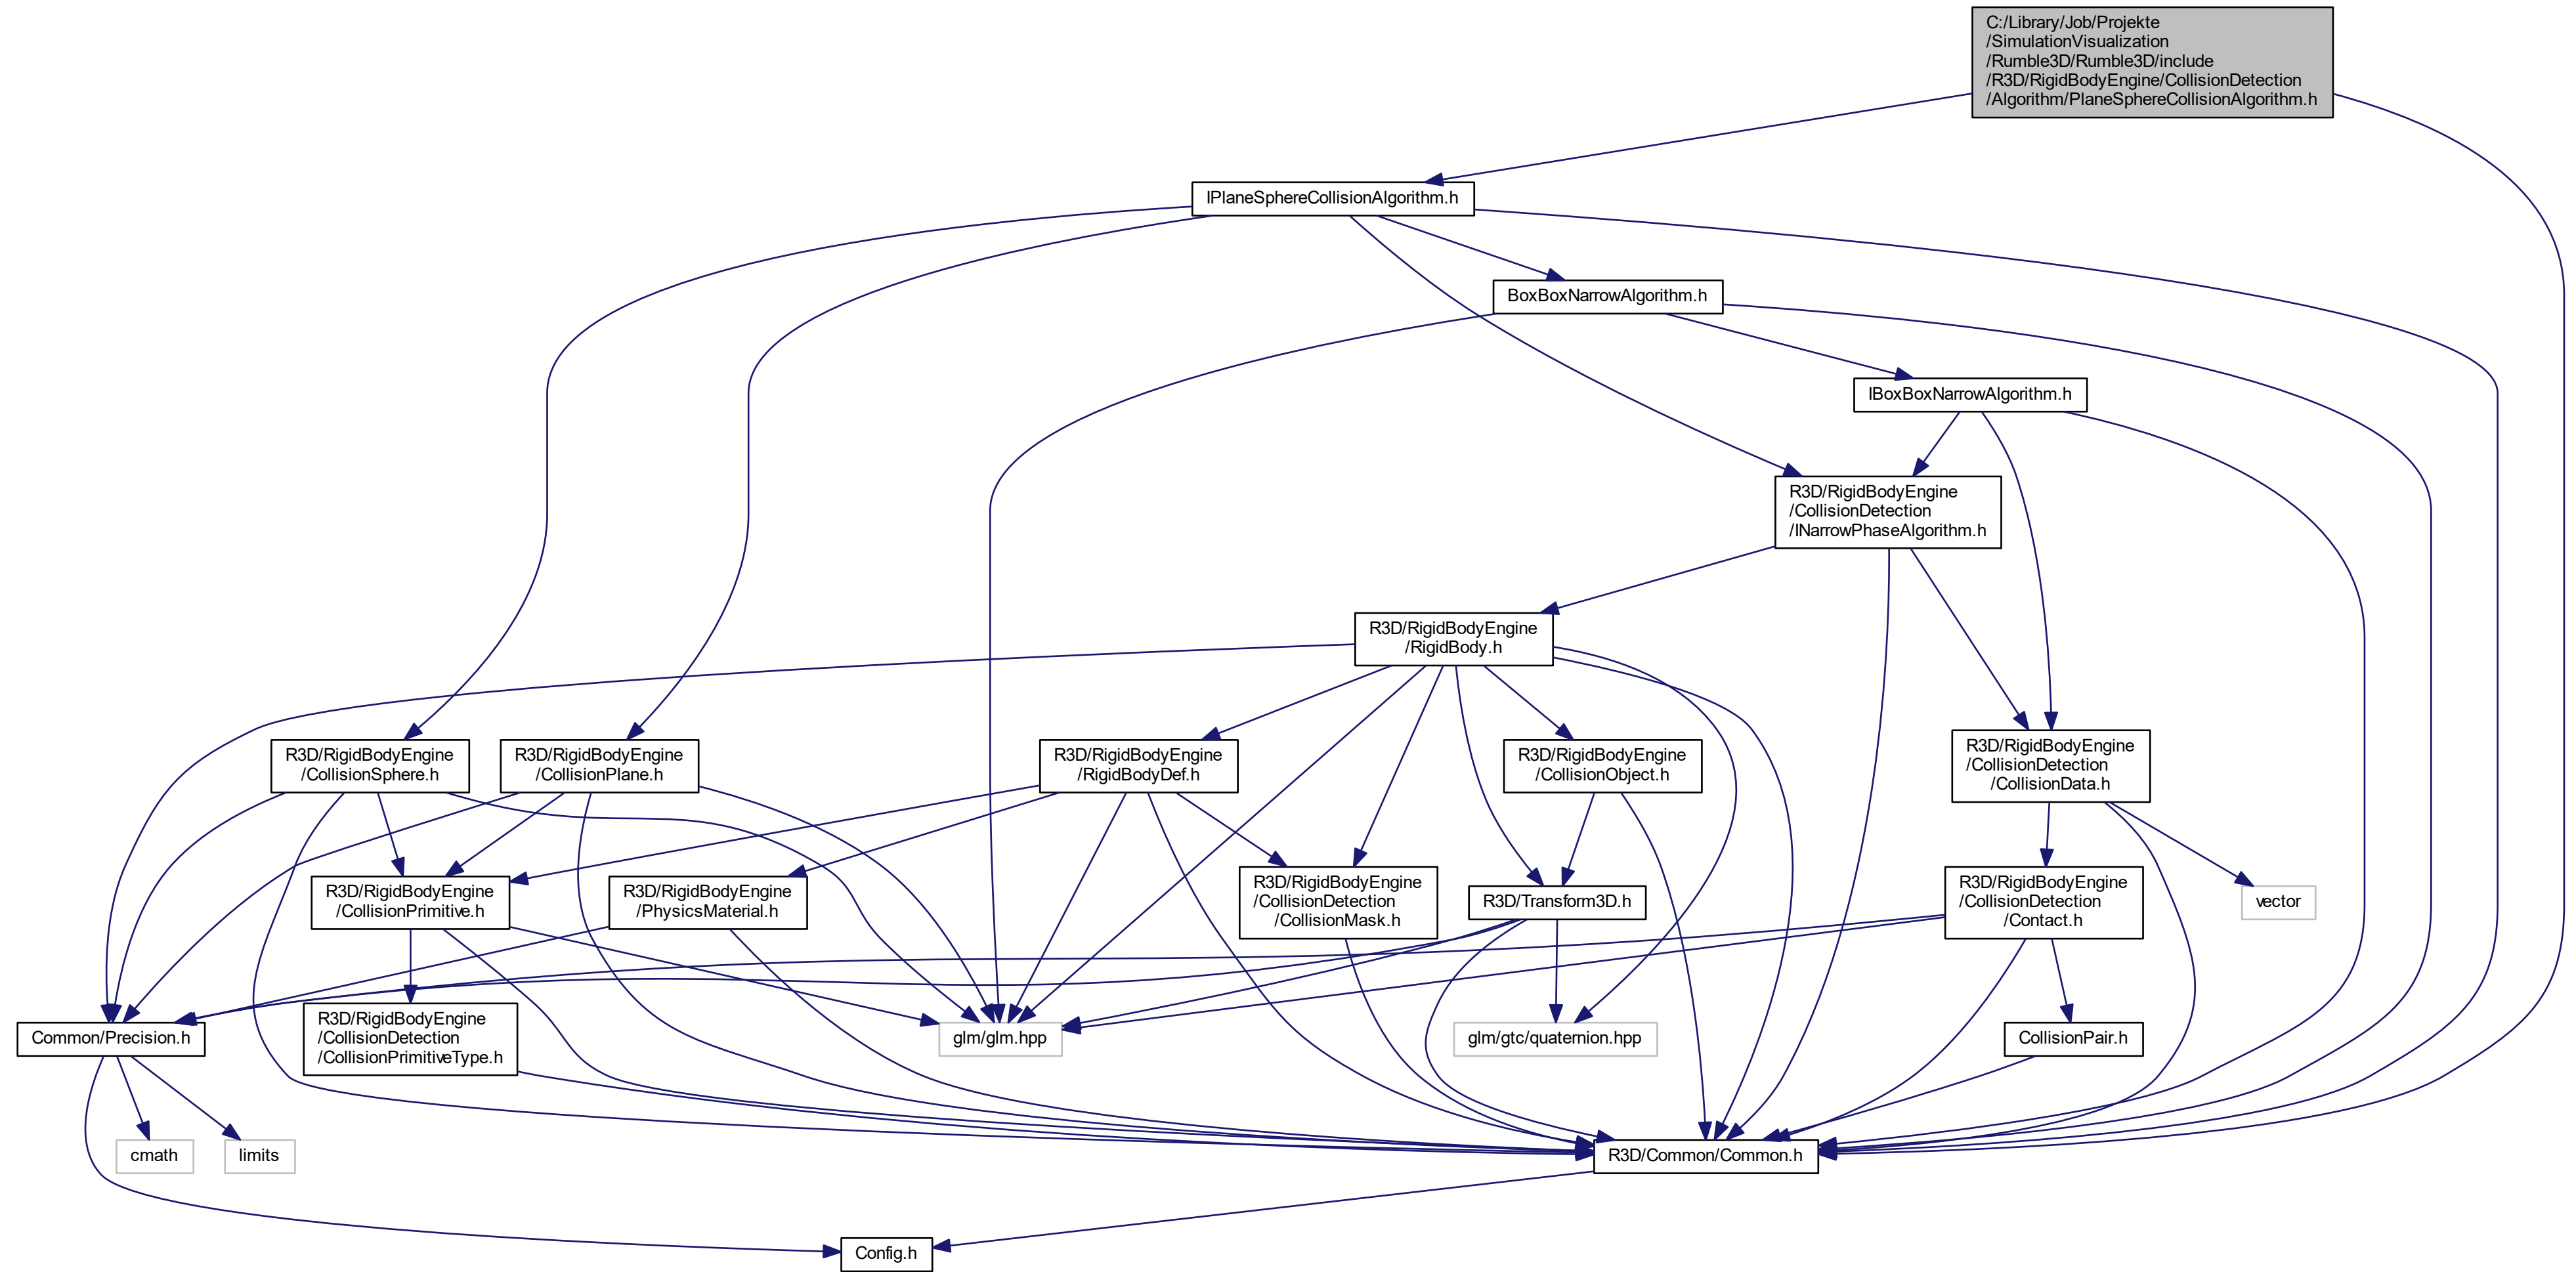 C:/Library/Job/Projekte
/SimulationVisualization
/Rumble3D/Rumble3D/include
/R3D/RigidBodyEngine/CollisionDetection
/Algorithm/PlaneSphereCollisionAlgorithm.h
IPlaneSphereCollisionAlgorithm.h
BoxBoxNarrowAlgorithm.h
IBoxBoxNarrowAlgorithm.h
R3D/RigidBodyEngine
/CollisionDetection
/INarrowPhaseAlgorithm.h
R3D/RigidBodyEngine
/RigidBody.h
R3D/RigidBodyEngine
/CollisionSphere.h
R3D/RigidBodyEngine
/CollisionPlane.h
R3D/RigidBodyEngine
/RigidBodyDef.h
R3D/RigidBodyEngine
/CollisionObject.h
R3D/RigidBodyEngine
/CollisionDetection
/CollisionData.h
R3D/RigidBodyEngine
/CollisionPrimitive.h
R3D/RigidBodyEngine
/PhysicsMaterial.h
R3D/RigidBodyEngine
/CollisionDetection
/CollisionMask.h
R3D/Transform3D.h
R3D/RigidBodyEngine
/CollisionDetection
/Contact.h
vector
Common/Precision.h
R3D/RigidBodyEngine
/CollisionDetection
/CollisionPrimitiveType.h
glm/glm.hpp
glm/gtc/quaternion.hpp
CollisionPair.h
cmath
limits
R3D/Common/Common.h
Config.h